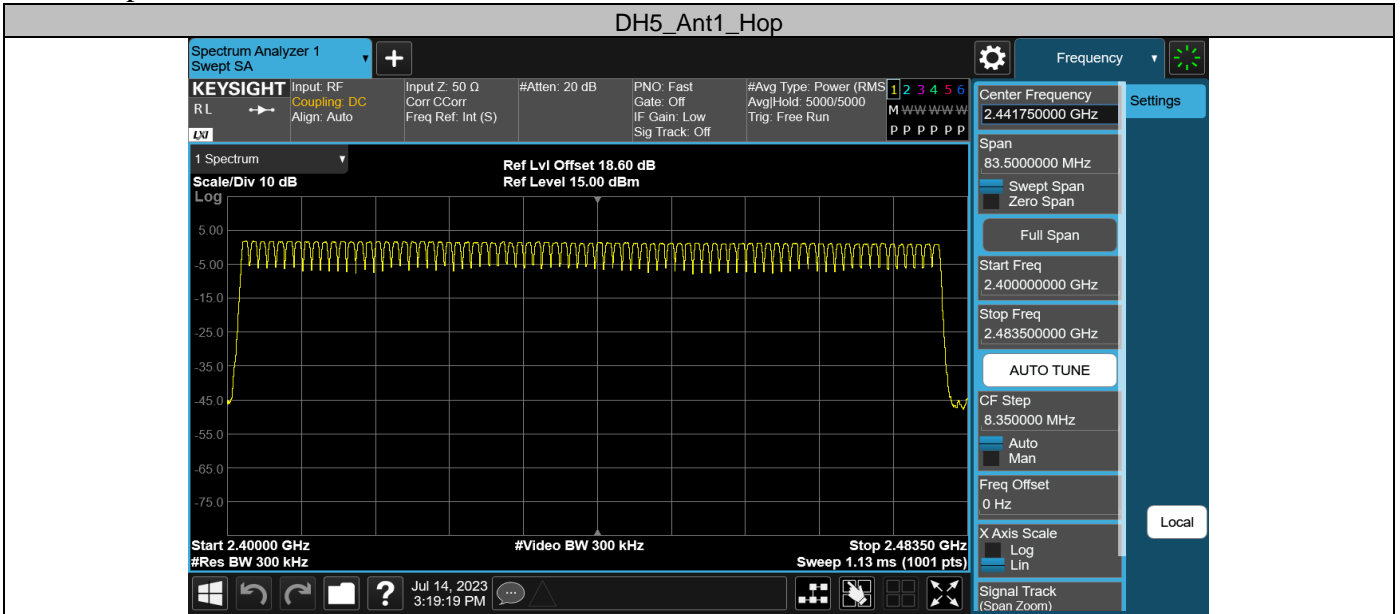 DH5_Ant1_Hop
Spectrum Analyzer 1
Swept SA
+
Frequency
KEYSIGHT
RL
LXI
Input: RF
Coupling: DC
Align: Auto
Input Z: 50 Ω
Corr CCorr
Freq Ref: Int (S)
#Atten: 20 dB
PNO: Fast
Gate: Off
IF Gain: Low
Sig Track: Off
#Avg Type: Power (RMS
Avg|Hold: 5000/5000
Trig: Free Run
1 2 3 4 5 6
M W W W W W
P P P P P P
1 Spectrum
Scale/Div 10 dB
Ref Lvl Offset 18.60 dB
Ref Level 15.00 dBm
Log
5.00
-5.00
-15.0
-25.0
-35.0
-45.0
-55.0
-65.0
-75.0
Start 2.40000 GHz
#Res BW 300 kHz
#Video BW 300 kHz
Stop 2.48350 GHz
Sweep 1.13 ms (1001 pts)
Center Frequency
2.441750000 GHz
Settings
Span
83.5000000 MHz
Swept Span
Zero Span
Full Span
Start Freq
2.400000000 GHz
Stop Freq
2.483500000 GHz
AUTO TUNE
CF Step
8.350000 MHz
Auto
Man
Freq Offset
0 Hz
X Axis Scale
Log
Lin
Local
Signal Track
(Span Zoom)
?
Jul 14, 2023
3:19:19 PM